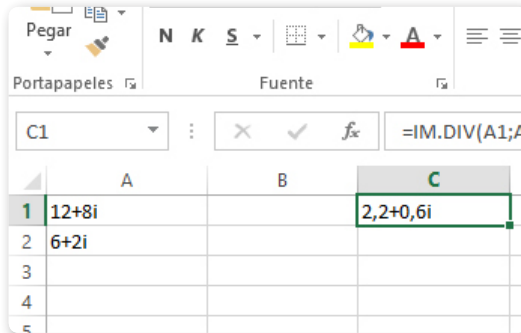 Pegar
N K S A
Portapapeles Fuente
C1 fx =IM.DIV(A1;A
A B C
1 12+8i 2,2+0,6i
2 6+2i
3
4
5